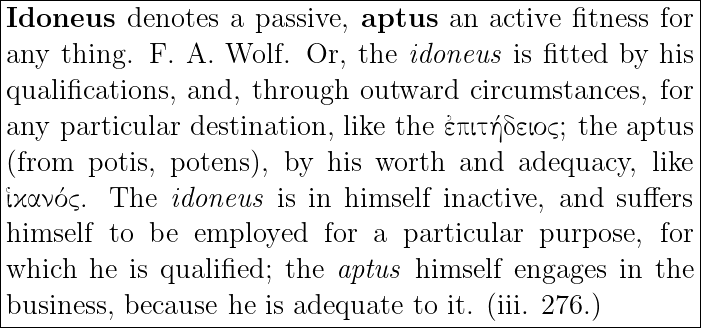 Idoneus denotes a passive, aptus an active fitness for
any thing. F. A. Wolf. Or, the idoneus is fitted by his
qualifications, and, through outward circumstances, for
any particular destination, like the ἐπιτήδειος; the aptus
(from potis, potens), by his worth and adequacy, like
ἱκανός. The idoneus is in himself inactive, and suffers
himself to be employed for a particular purpose, for
which he is qualified; the aptus himself engages in the
business, because he is adequate to it. (iii. 276.)